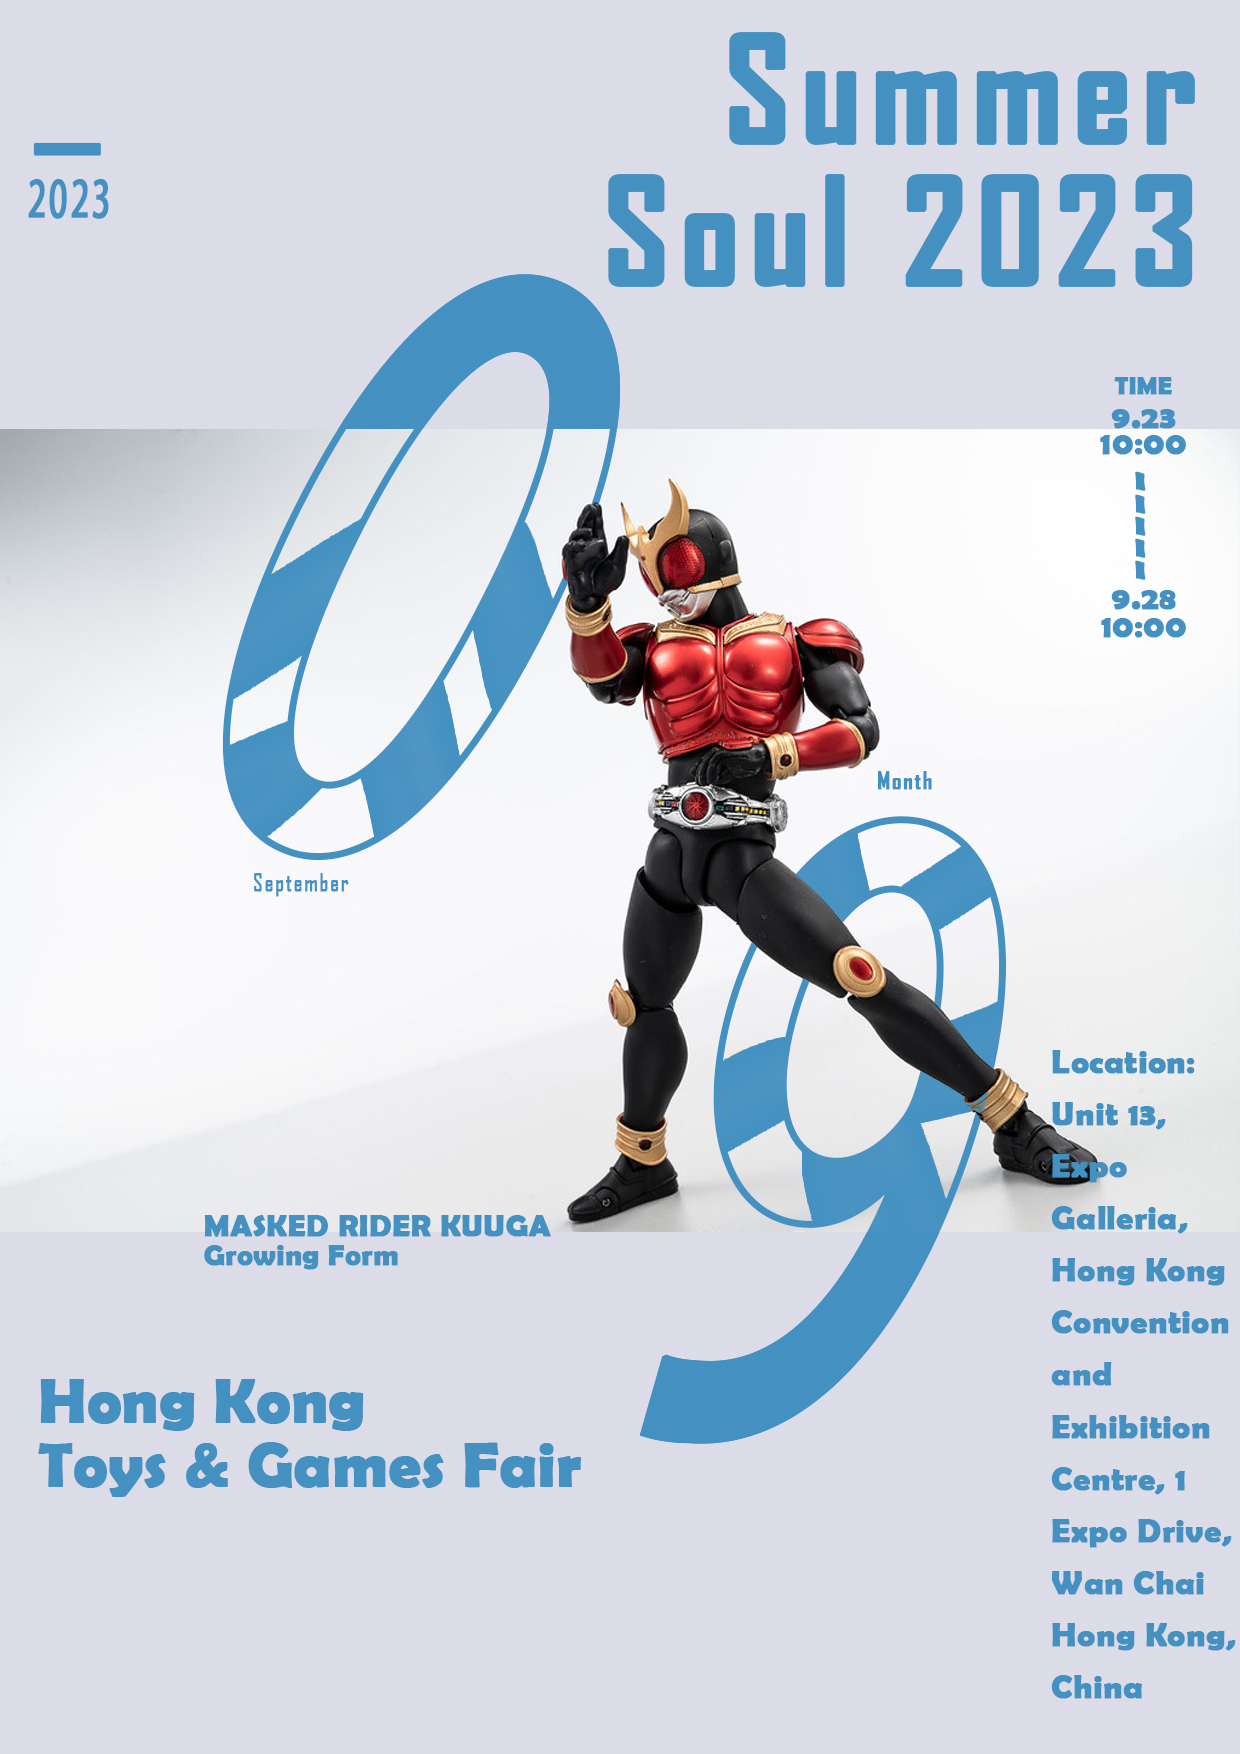 Summer
Soul 2023
2023
TIME
9.23
10:00
9.28
10:00
09
Month
September
MASKED RIDER KUUGA
Growing Form
Hong Kong
Toys & Games Fair
Location:
Unit 13,
Expo
Galleria,
Hong Kong
Convention
and
Exhibition
Centre, 1
Expo Drive,
Wan Chai
Hong Kong,
China